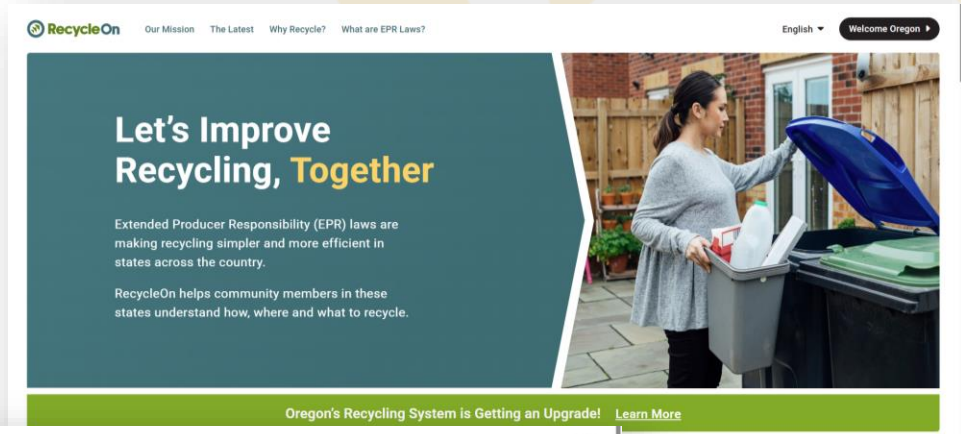 RecycleOn
Our Mission The Latest Why Recycle? What are EPR Laws?
English
Welcome Oregon
Let's Improve
Recycling, Together
Extended Producer Responsibility (EPR) laws are
making recycling simpler and more efficient in
states across the country.
RecycleOn helps community members in these
states understand how, where and what to recycle.
Oregon's Recycling System is Getting an Upgrade! Learn More